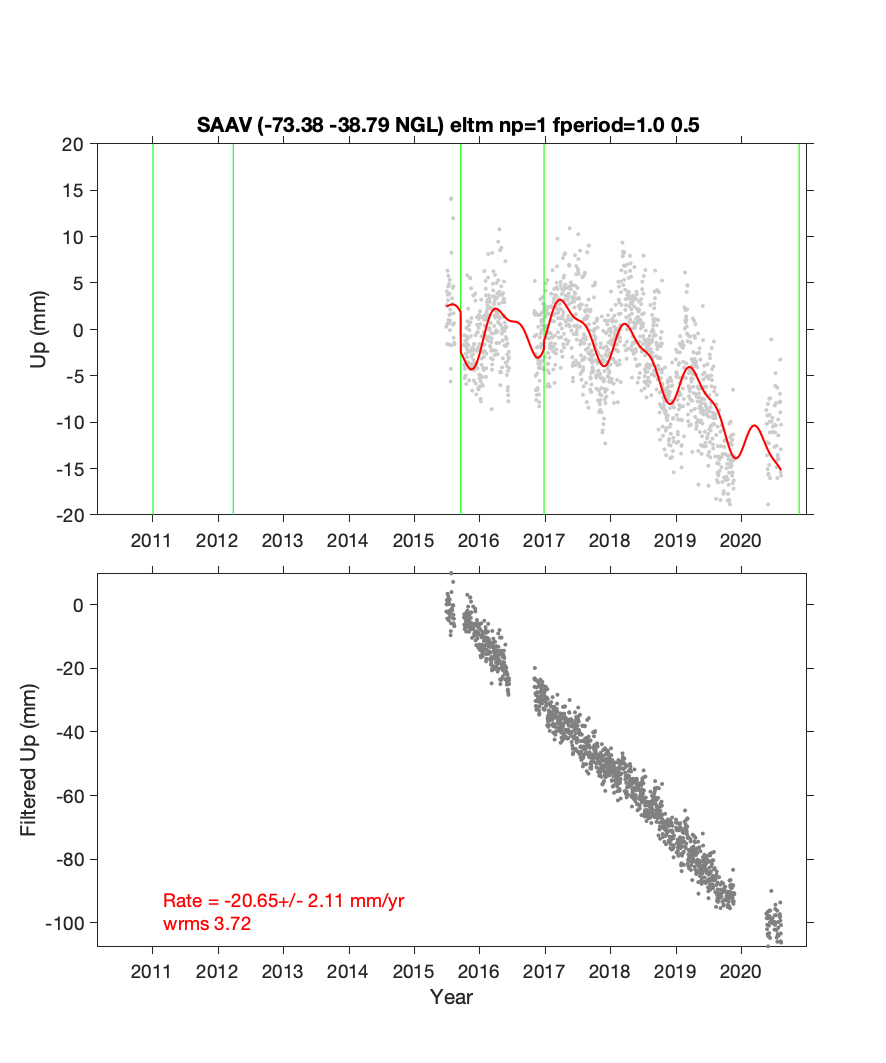 SAAV (-73.38 -38.79 NGL) eltm np=1 fperiod=1.0 0.5
20
15
10
5
0
-5
-10
-15
-20
Up (mm)
2011 2012 2013 2014 2015 2016 2017 2018 2019 2020
0
-20
-40
-60
-80
-100
Filtered Up (mm)
Rate = -20.65+/- 2.11 mm/yr
wrms 3.72
2011 2012 2013 2014 2015 2016 2017 2018 2019 2020
Year